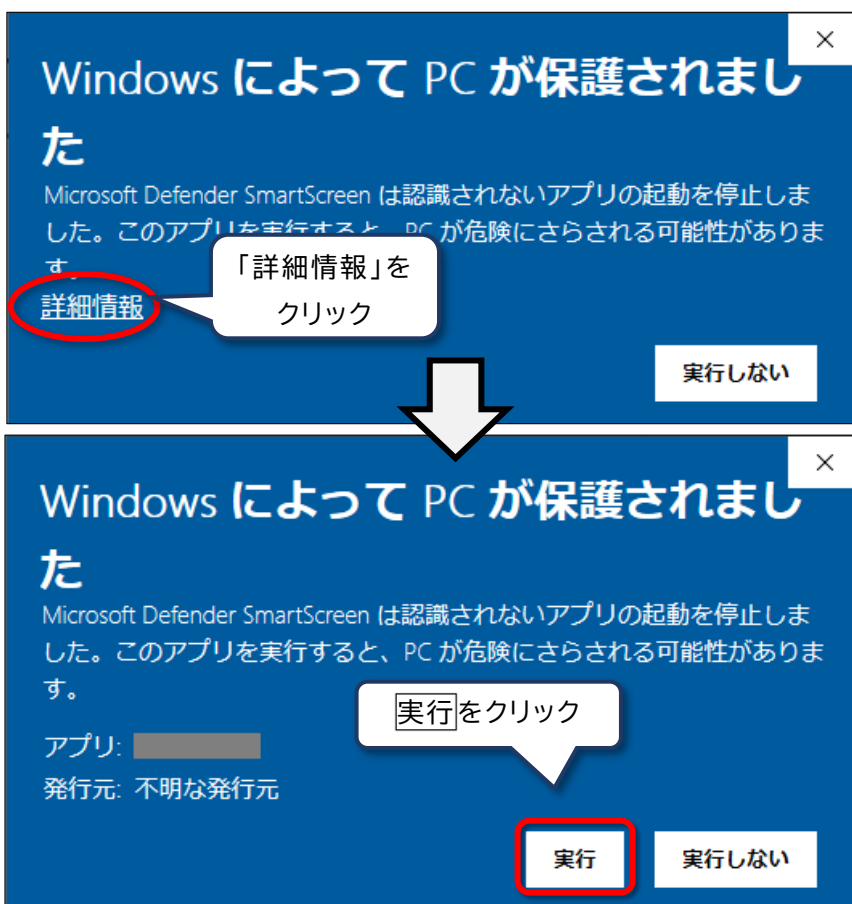 ×
Windows によって PC が保護されまし
た
Microsoft Defender SmartScreen は認識されないアプリの起動を停止しま
した。このアプリを実行すると、PC が危険にさらされる可能性がありま
す。
「詳細情報」を
クリック
詳細情報
実行しない
×
Windows によって PC が保護されまし
た
Microsoft Defender SmartScreen は認識されないアプリの起動を停止しま
した。このアプリを実行すると、PC が危険にさらされる可能性がありま
す。
実行をクリック
アプリ:
発行元: 不明な発行元
実行
実行しない